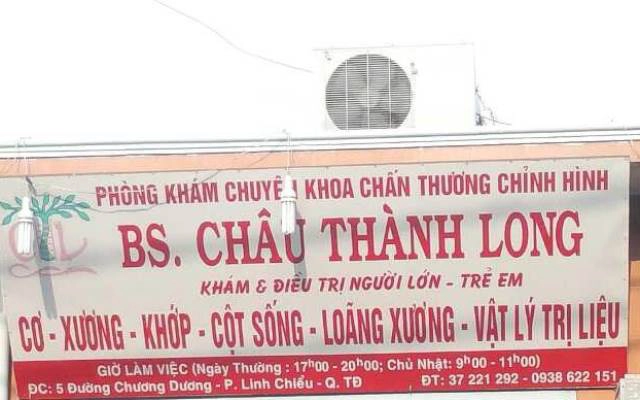 PHÒNG KHÁM CHUYÊN KHOA CHẤN THƯƠNG CHỈNH HÌNH
BS. CHÂU THÀNH LONG
KHÁM & ĐIỀU TRỊ NGƯỜI LỚN - TRẺ EM
CƠ - XƯƠNG - KHỚP - CỘT SỐNG - LOÃNG XƯƠNG - VẬT LÝ TRỊ LIỆU
GIỜ LÀM VIỆC (Ngày Thường : 17h00 - 20h00; Chủ Nhật: 9h00 - 11h00)
ĐC: 5 Đường Chương Dương - P. Linh Chiểu - Q. TĐ ĐT: 37 221 292 - 0938 622 151